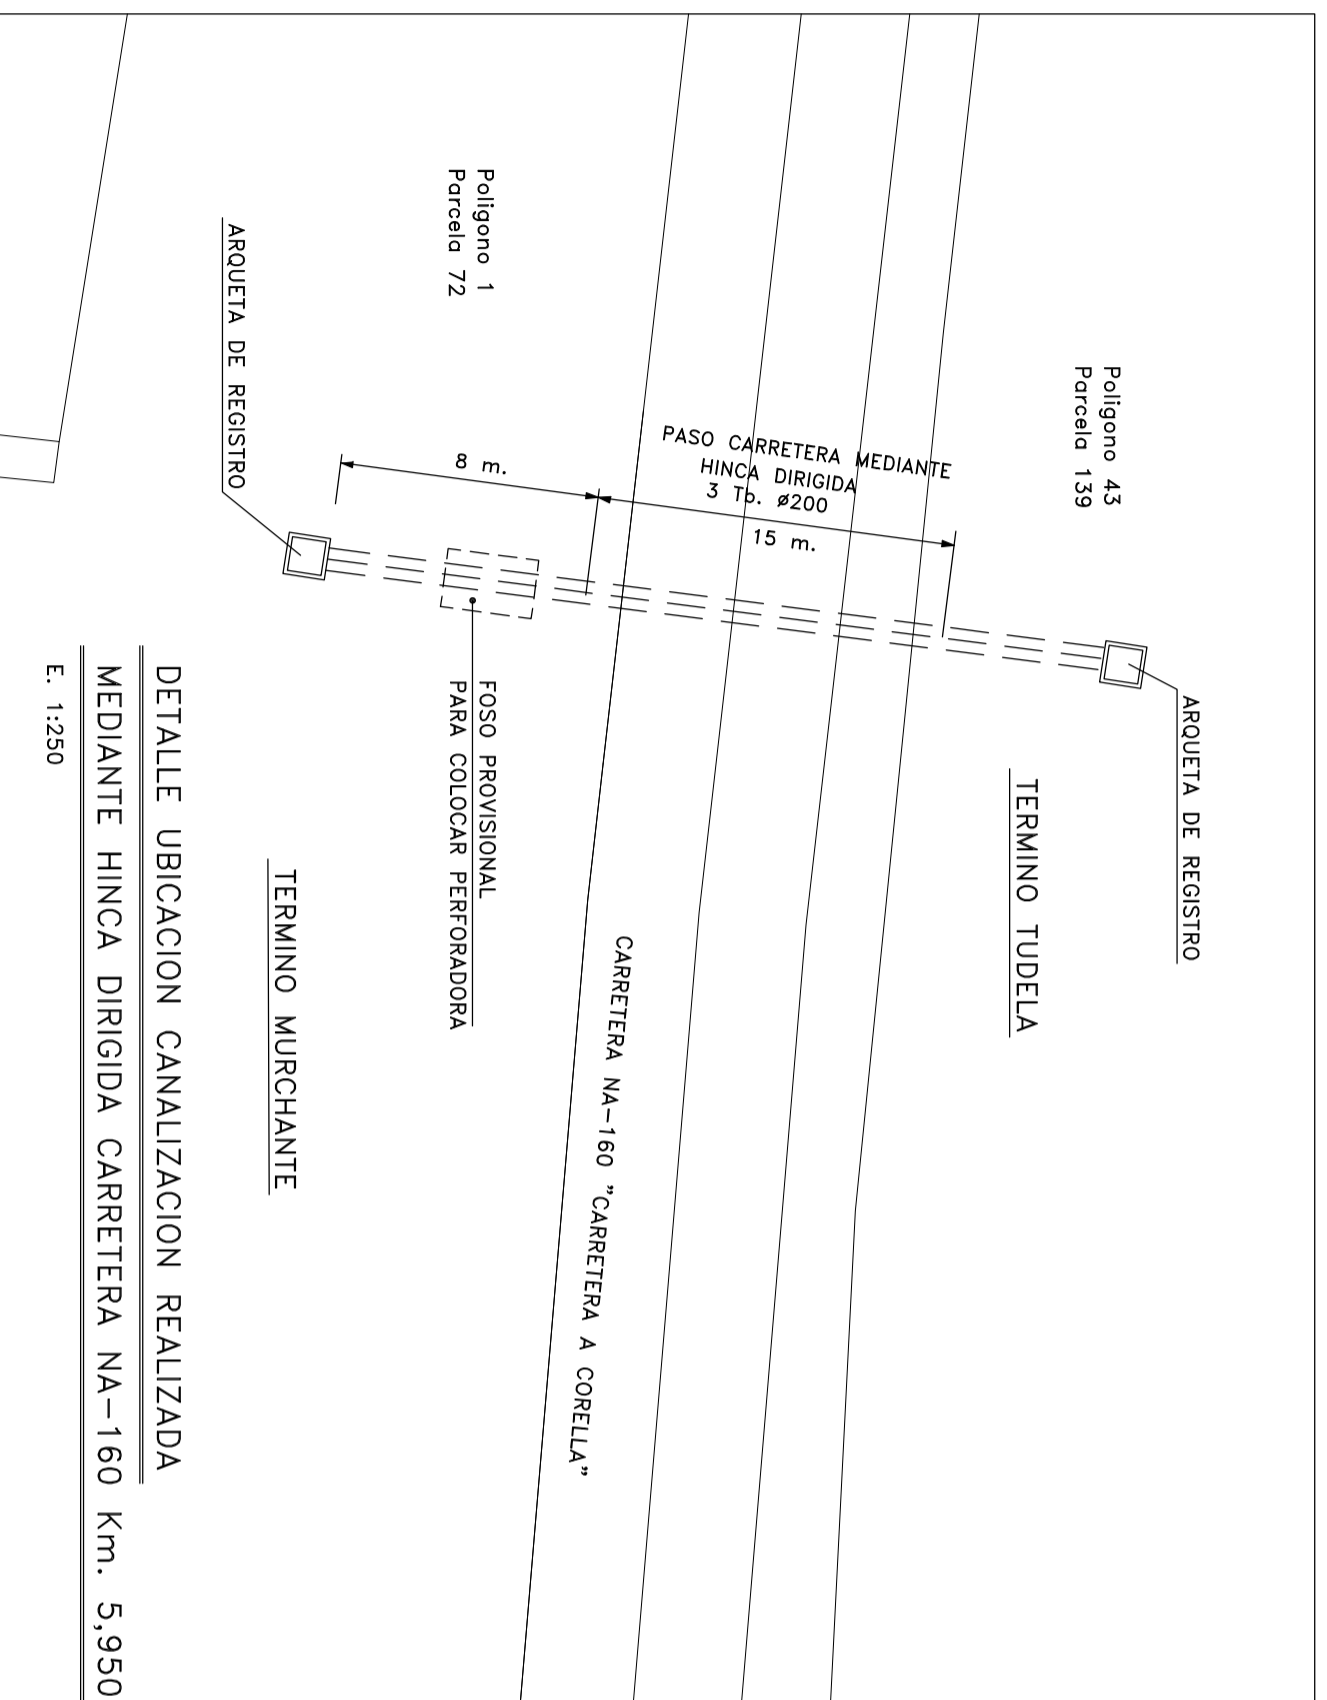 Poligono 43
Parcela 139
ARQUETA DE REGISTRO
TERMINO TUDELA
PASO CARRETERA MEDIANTE
HINCA DIRIGIDA
3 Tb. ø200
15 m.
8 m.
Poligono 1
Parcela 72
CARRETERA NA-160 "CARRETERA A CORELLA"
FOSO PROVISIONAL
PARA COLOCAR PERFORADORA
ARQUETA DE REGISTRO
TERMINO MURCHANTE
DETALLE UBICACION CANALIZACION REALIZADA
MEDIANTE HINCA DIRIGIDA CARRETERA NA-160 Km. 5,950
E. 1:250